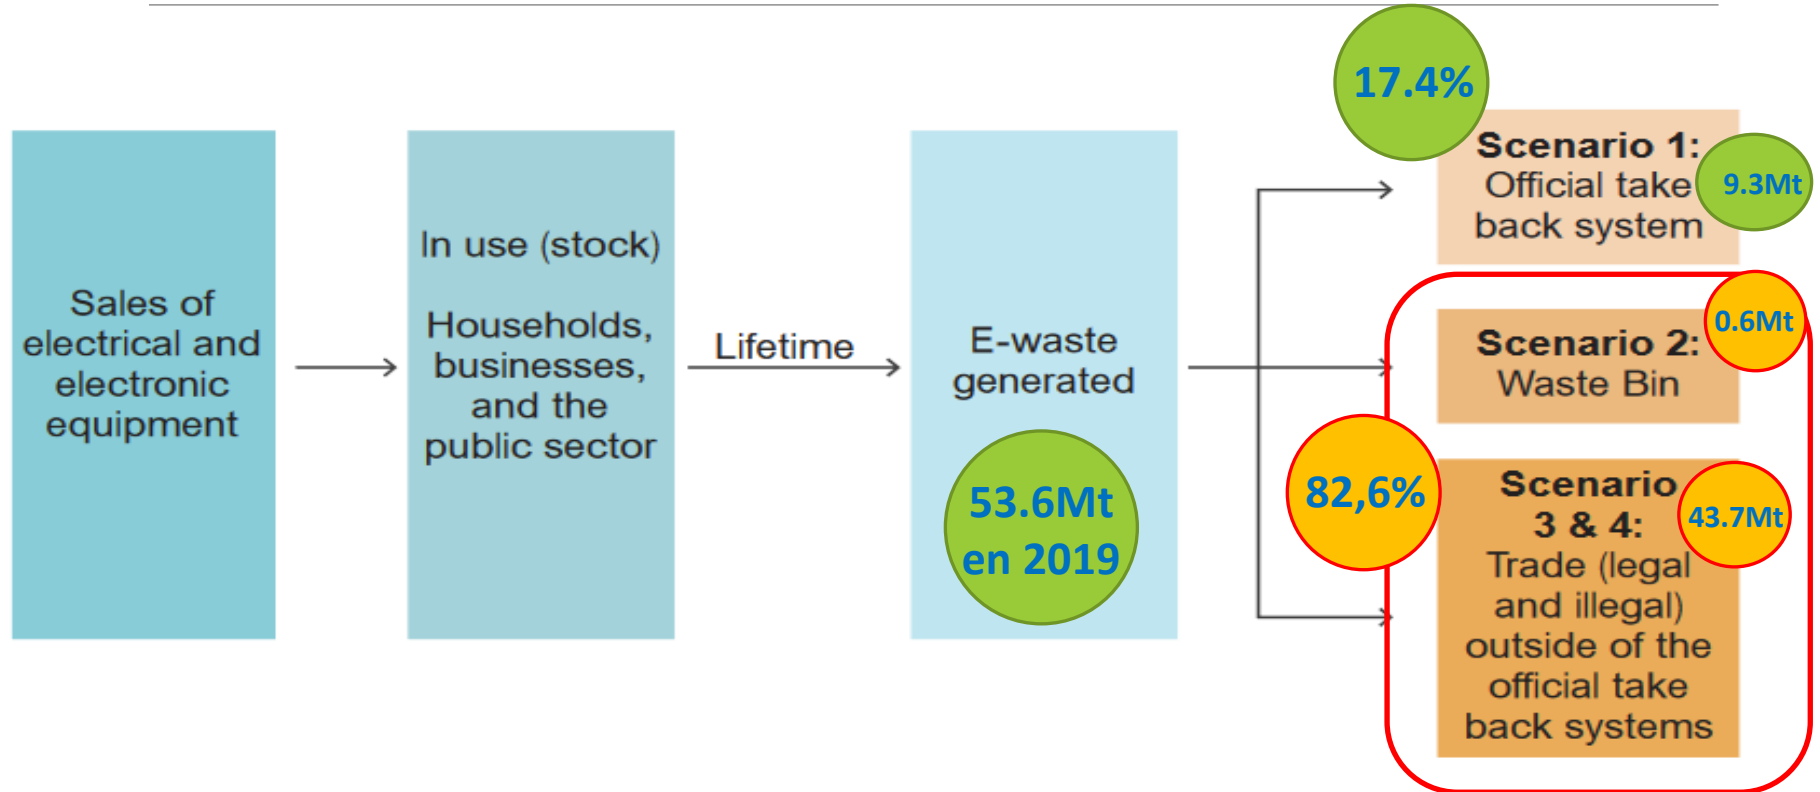 Sales of
electrical and
electronic
equipment
In use (stock)
Households,
businesses,
and the
public sector
Lifetime
E-waste
generated
53.6Mt
en 2019
17.4%
Scenario 1:
Official take
back system
9.3Mt
82,6%
Scenario 2:
Waste Bin
0.6Mt
Scenario
3 & 4:
Trade (legal
and illegal)
outside of the
official take
back systems
43.7Mt